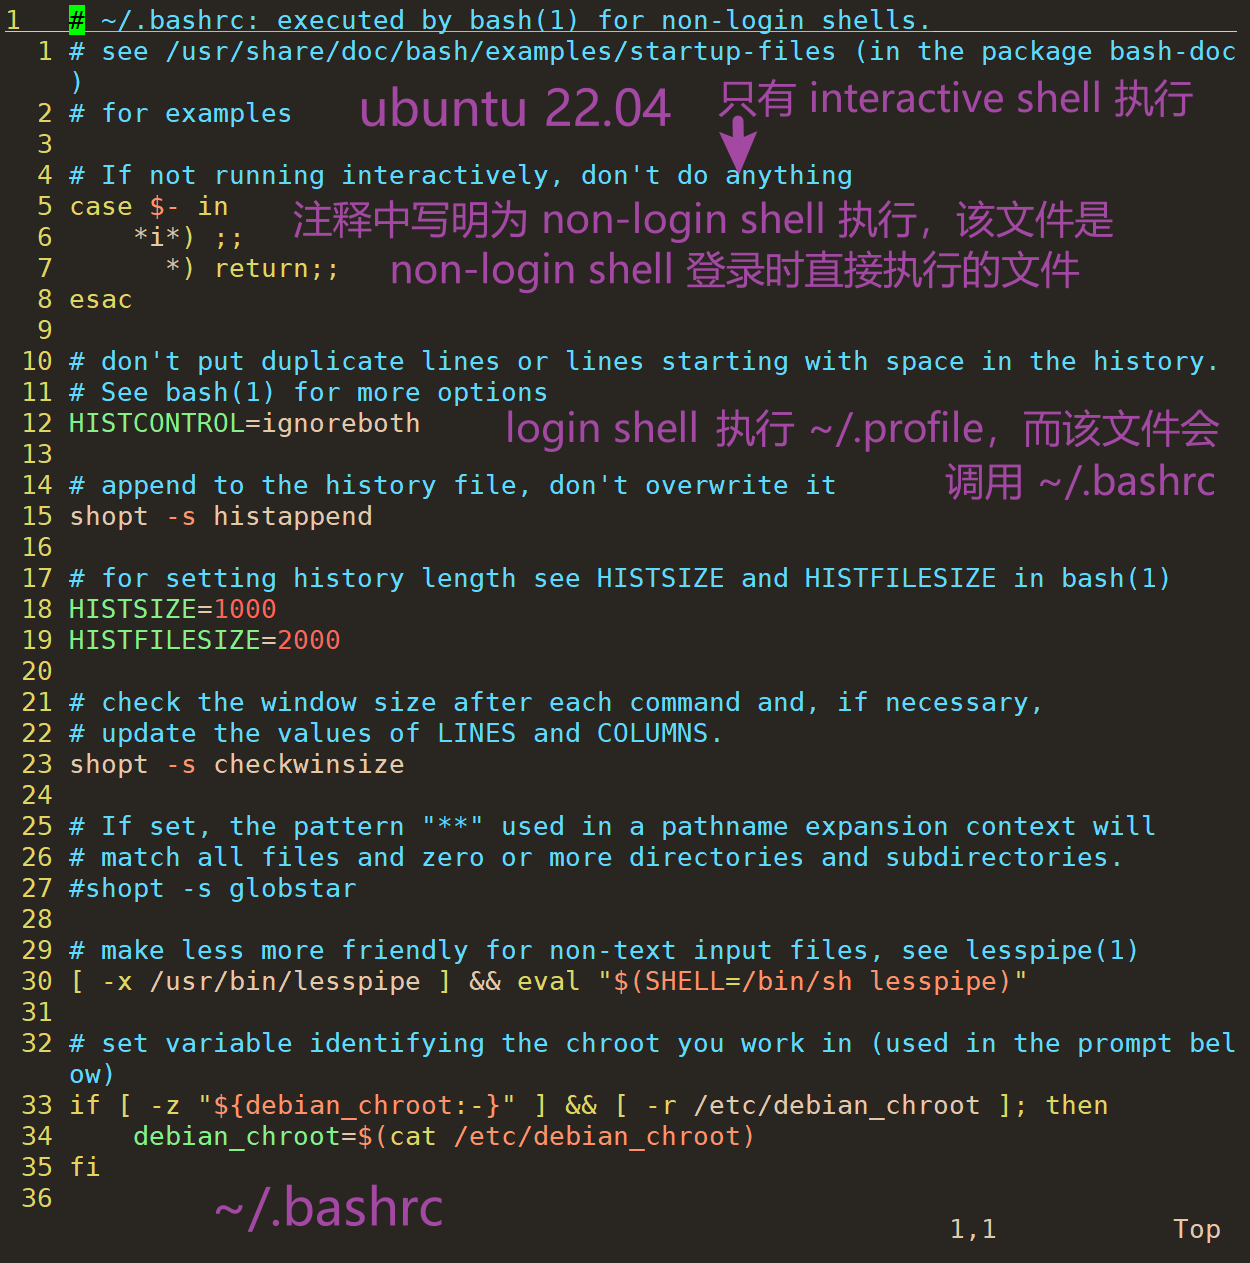 1   # ~/.bashrc: executed by bash(1) for non-login shells.
  1 # see /usr/share/doc/bash/examples/startup-files (in the package bash-doc
    )
ubuntu 22.04
只有 interactive shell 执行
  2 # for examples
  3
  4 # If not running interactively, don't do anything
  5 case $- in
注释中写明为 non-login shell 执行，该文件是
  6     *i*) ;;
  7       *) return;;
non-login shell 登录时直接执行的文件
  8 esac
  9
 10 # don't put duplicate lines or lines starting with space in the history.
 11 # See bash(1) for more options
 12 HISTCONTROL=ignoreboth
login shell 执行 ~/.profile，而该文件会
 13
 14 # append to the history file, don't overwrite it
调用 ~/.bashrc
 15 shopt -s histappend
 16
 17 # for setting history length see HISTSIZE and HISTFILESIZE in bash(1)
 18 HISTSIZE=1000
 19 HISTFILESIZE=2000
 20
 21 # check the window size after each command and, if necessary,
 22 # update the values of LINES and COLUMNS.
 23 shopt -s checkwinsize
 24
 25 # If set, the pattern "**" used in a pathname expansion context will
 26 # match all files and zero or more directories and subdirectories.
 27 #shopt -s globstar
 28
 29 # make less more friendly for non-text input files, see lesspipe(1)
 30 [ -x /usr/bin/lesspipe ] && eval "$(SHELL=/bin/sh lesspipe)"
 31
 32 # set variable identifying the chroot you work in (used in the prompt bel
    ow)
 33 if [ -z "${debian_chroot:-}" ] && [ -r /etc/debian_chroot ]; then
 34     debian_chroot=$(cat /etc/debian_chroot)
 35 fi
 36
~/.bashrc
1,1           Top